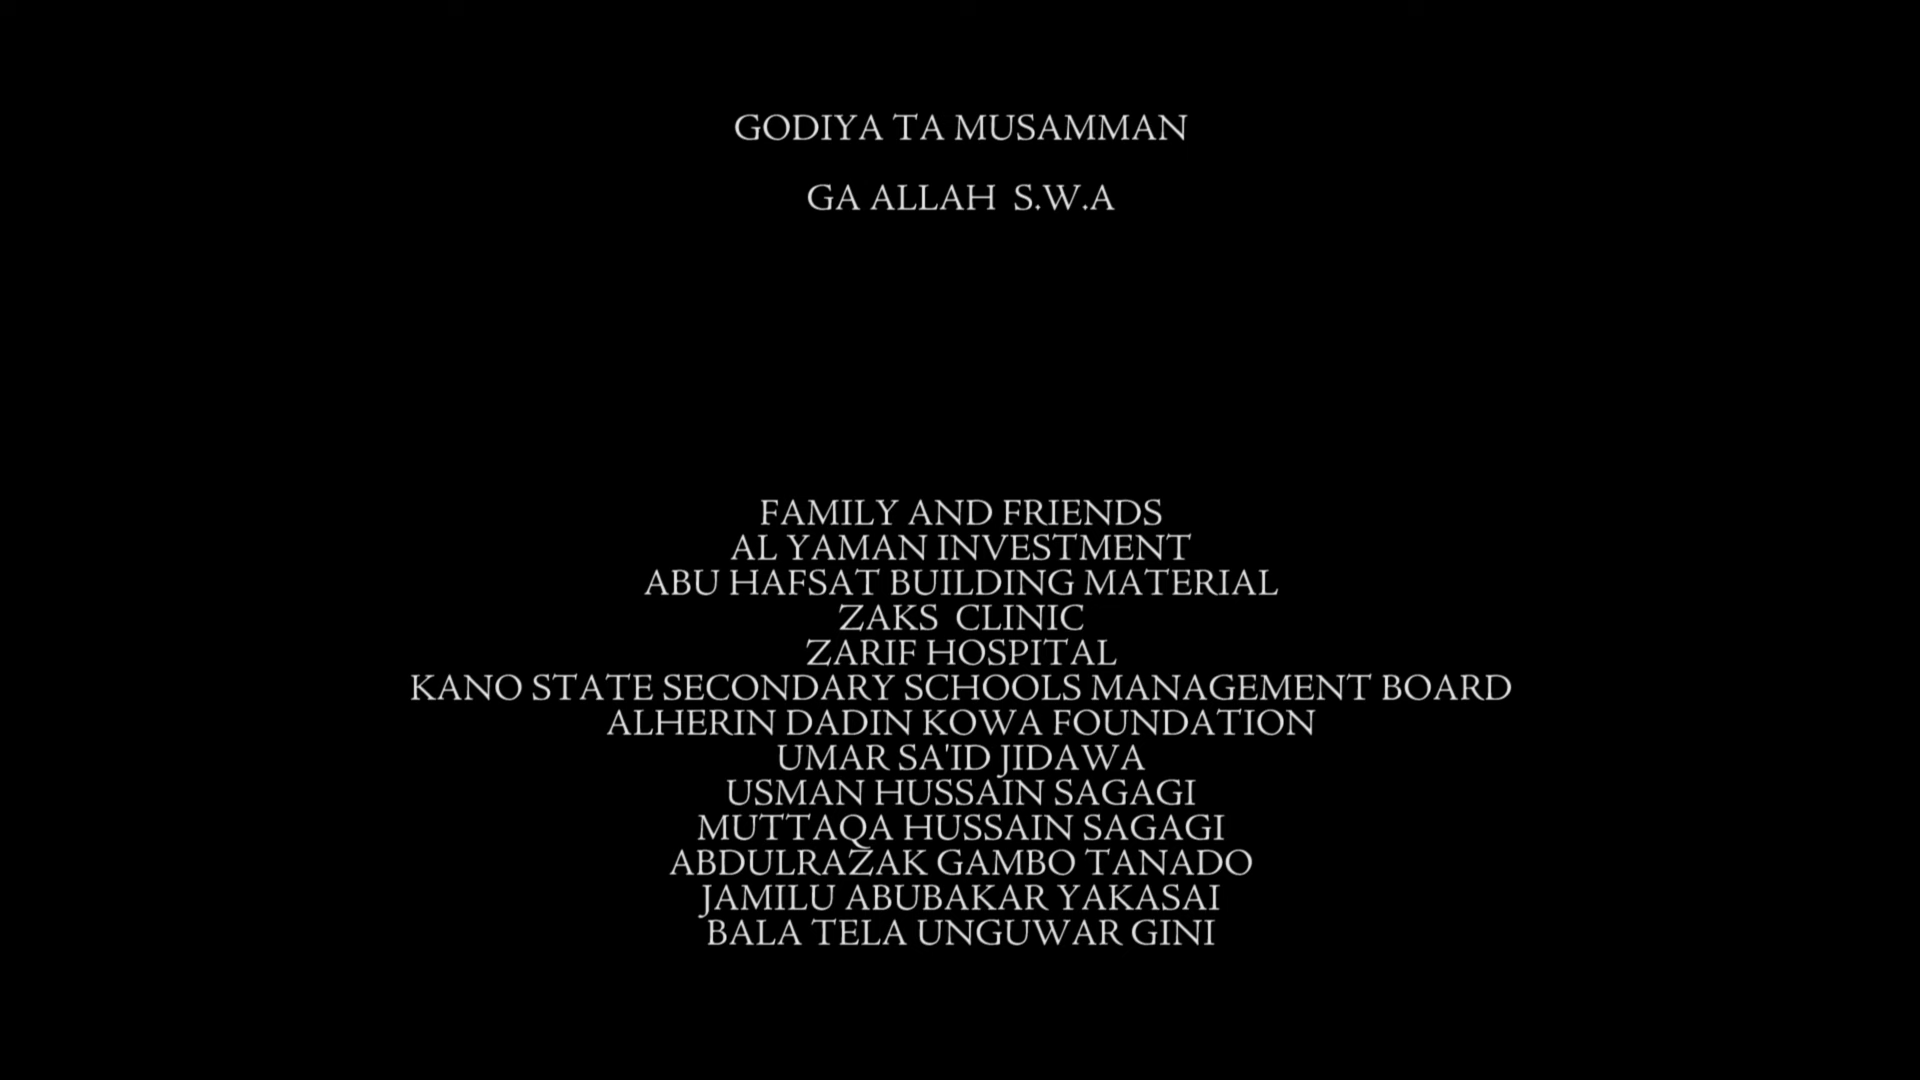 GODIYA TA MUSAMMAN
GA ALLAH S.W.A
FAMILY AND FRIENDS
AL YAMAN INVESTMENT
ABU HAFSAT BUILDING MATERIAL
ZAKS CLINIC
ZARIF HOSPITAL
KANO STATE SECONDARY SCHOOLS MANAGEMENT BOARD
ALHERIN DADIN KOWA FOUNDATION
UMAR SA'ID JIDAWA
USMAN HUSSAIN SAGAGI
MUTTAQA HUSSAIN SAGAGI
ABDULRAZAK GAMBO TANADO
JAMILU ABUBAKAR YAKASAI
BALA TELA UNGUWAR GINI